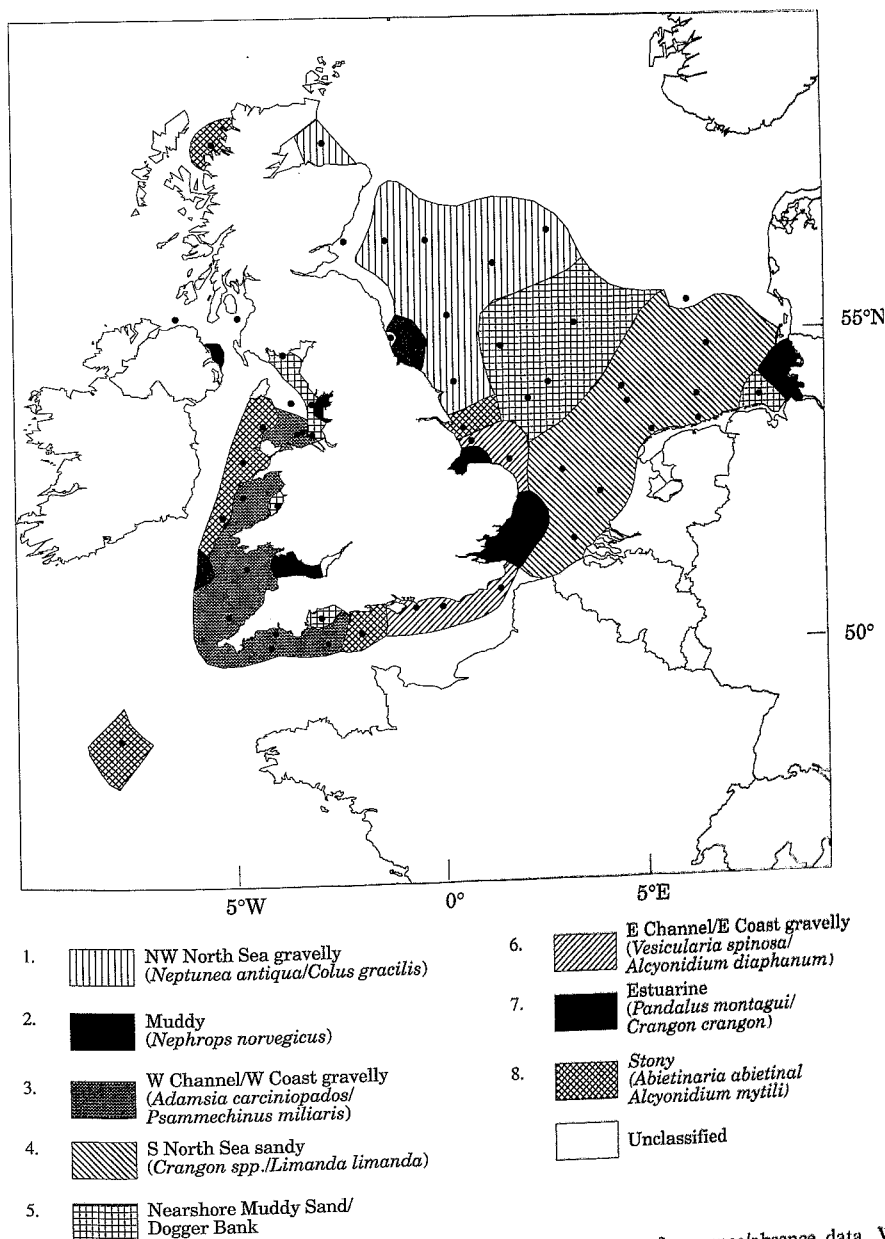 55°N
50°
5°W
0°
5°E
1.
NW North Sea gravelly
(Neptunea antiqua/Colus gracilis)
2.
Muddy
(Nephrops norvegicus)
3.
W Channel/W Coast gravelly
(Adamsia carciniopados/
Psammechinus miliaris)
4.
S North Sea sandy
(Crangon spp./Limanda limanda)
5.
Nearshore Muddy Sand/
Dogger Bank
6.
E Channel/E Coast gravelly
(Vesicularia spinosa/
Alcyonidium diaphanum)
7.
Estuarine
(Pandalus montagui/
Crangon crangon)
8.
Stony
(Abietinaria abietinal
Alcyonidium mytili)
Unclassified
data.